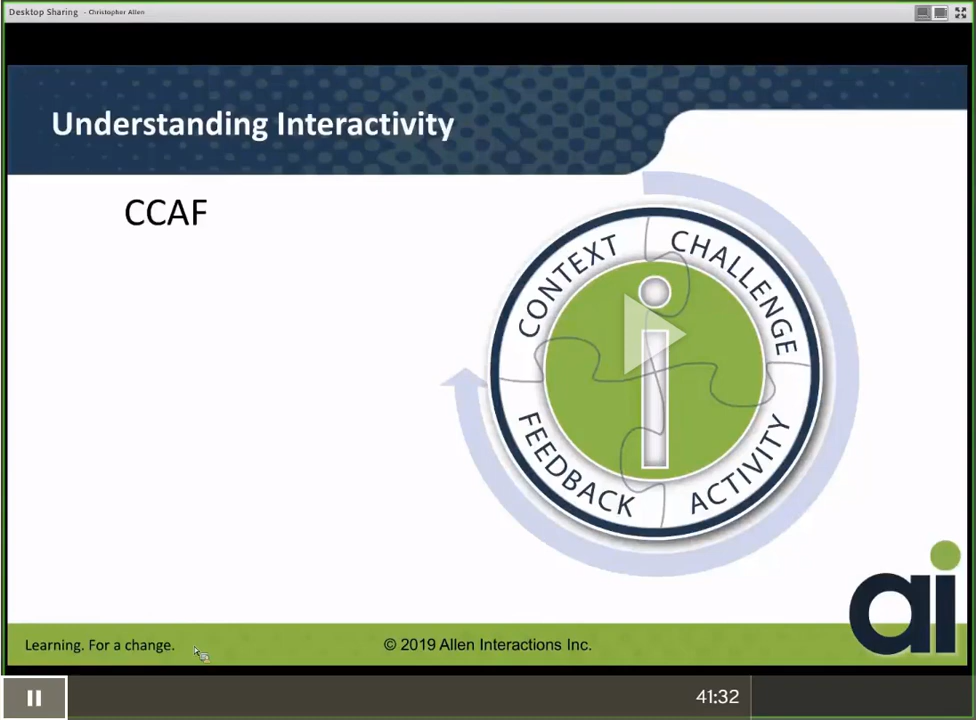 Desktop Sharing - Christopher Allen
Understanding Interactivity
CCAF
CONTEXT
CHALLENGE
i
FEEDBACK
ACTIVITY
ai
Learning. For a change.
© 2019 Allen Interactions Inc.
41:32